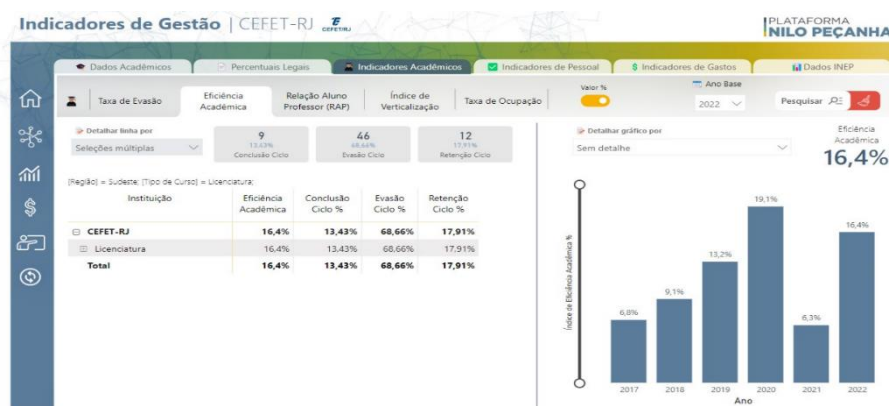 Indicadores de Gestão | CEFET-RJ
CEFET/RJ
PLATAFORMA
NILO PEÇANHA
Dados Acadêmicos
Percentuais Legais
Indicadores Acadêmicos
Indicadores de Pessoal
$ Indicadores de Gastos
Dados INEP
Taxa de Evasão
Eficiência
Acadêmica
Relação Aluno
Professor (RAP)
Índice de
Verticalização
Taxa de Ocupação
Valor %
Ano Base
2022
Pesquisar
Detalhar linha por
Seleções múltiplas
9
13,43%
Conclusão Ciclo
46
68,66%
Evasão Ciclo
12
17,91%
Retenção Ciclo
[Região] = Sudeste; [Tipo de Curso] = Licenciatura;
Instituição Eficiência Acadêmica Conclusão Ciclo % Evasão Ciclo % Retenção Ciclo %
CEFET-RJ 16,4% 13,43% 68,66% 17,91%
Licenciatura 16,4% 13,43% 68,66% 17,91%
Total 16,4% 13,43% 68,66% 17,91%
Detalhar gráfico por
Sem detalhe
Eficiência
Acadêmica
16,4%
Índice de Eficiência Acadêmica %
6,8%
9,1%
13,2%
19,1%
6,3%
16,4%
2017 2018 2019 2020 2021 2022
Ano